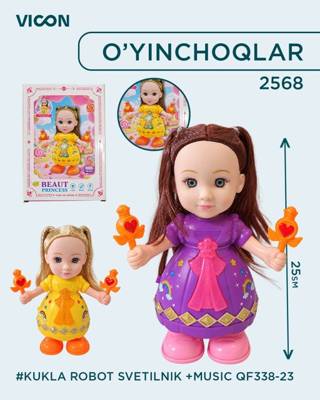 VICON
O’YINCHOQLAR
2568
BEAUT
PRINCESS
25SM
#KUKLA ROBOT SVETILNIK +MUSIC QF338-23